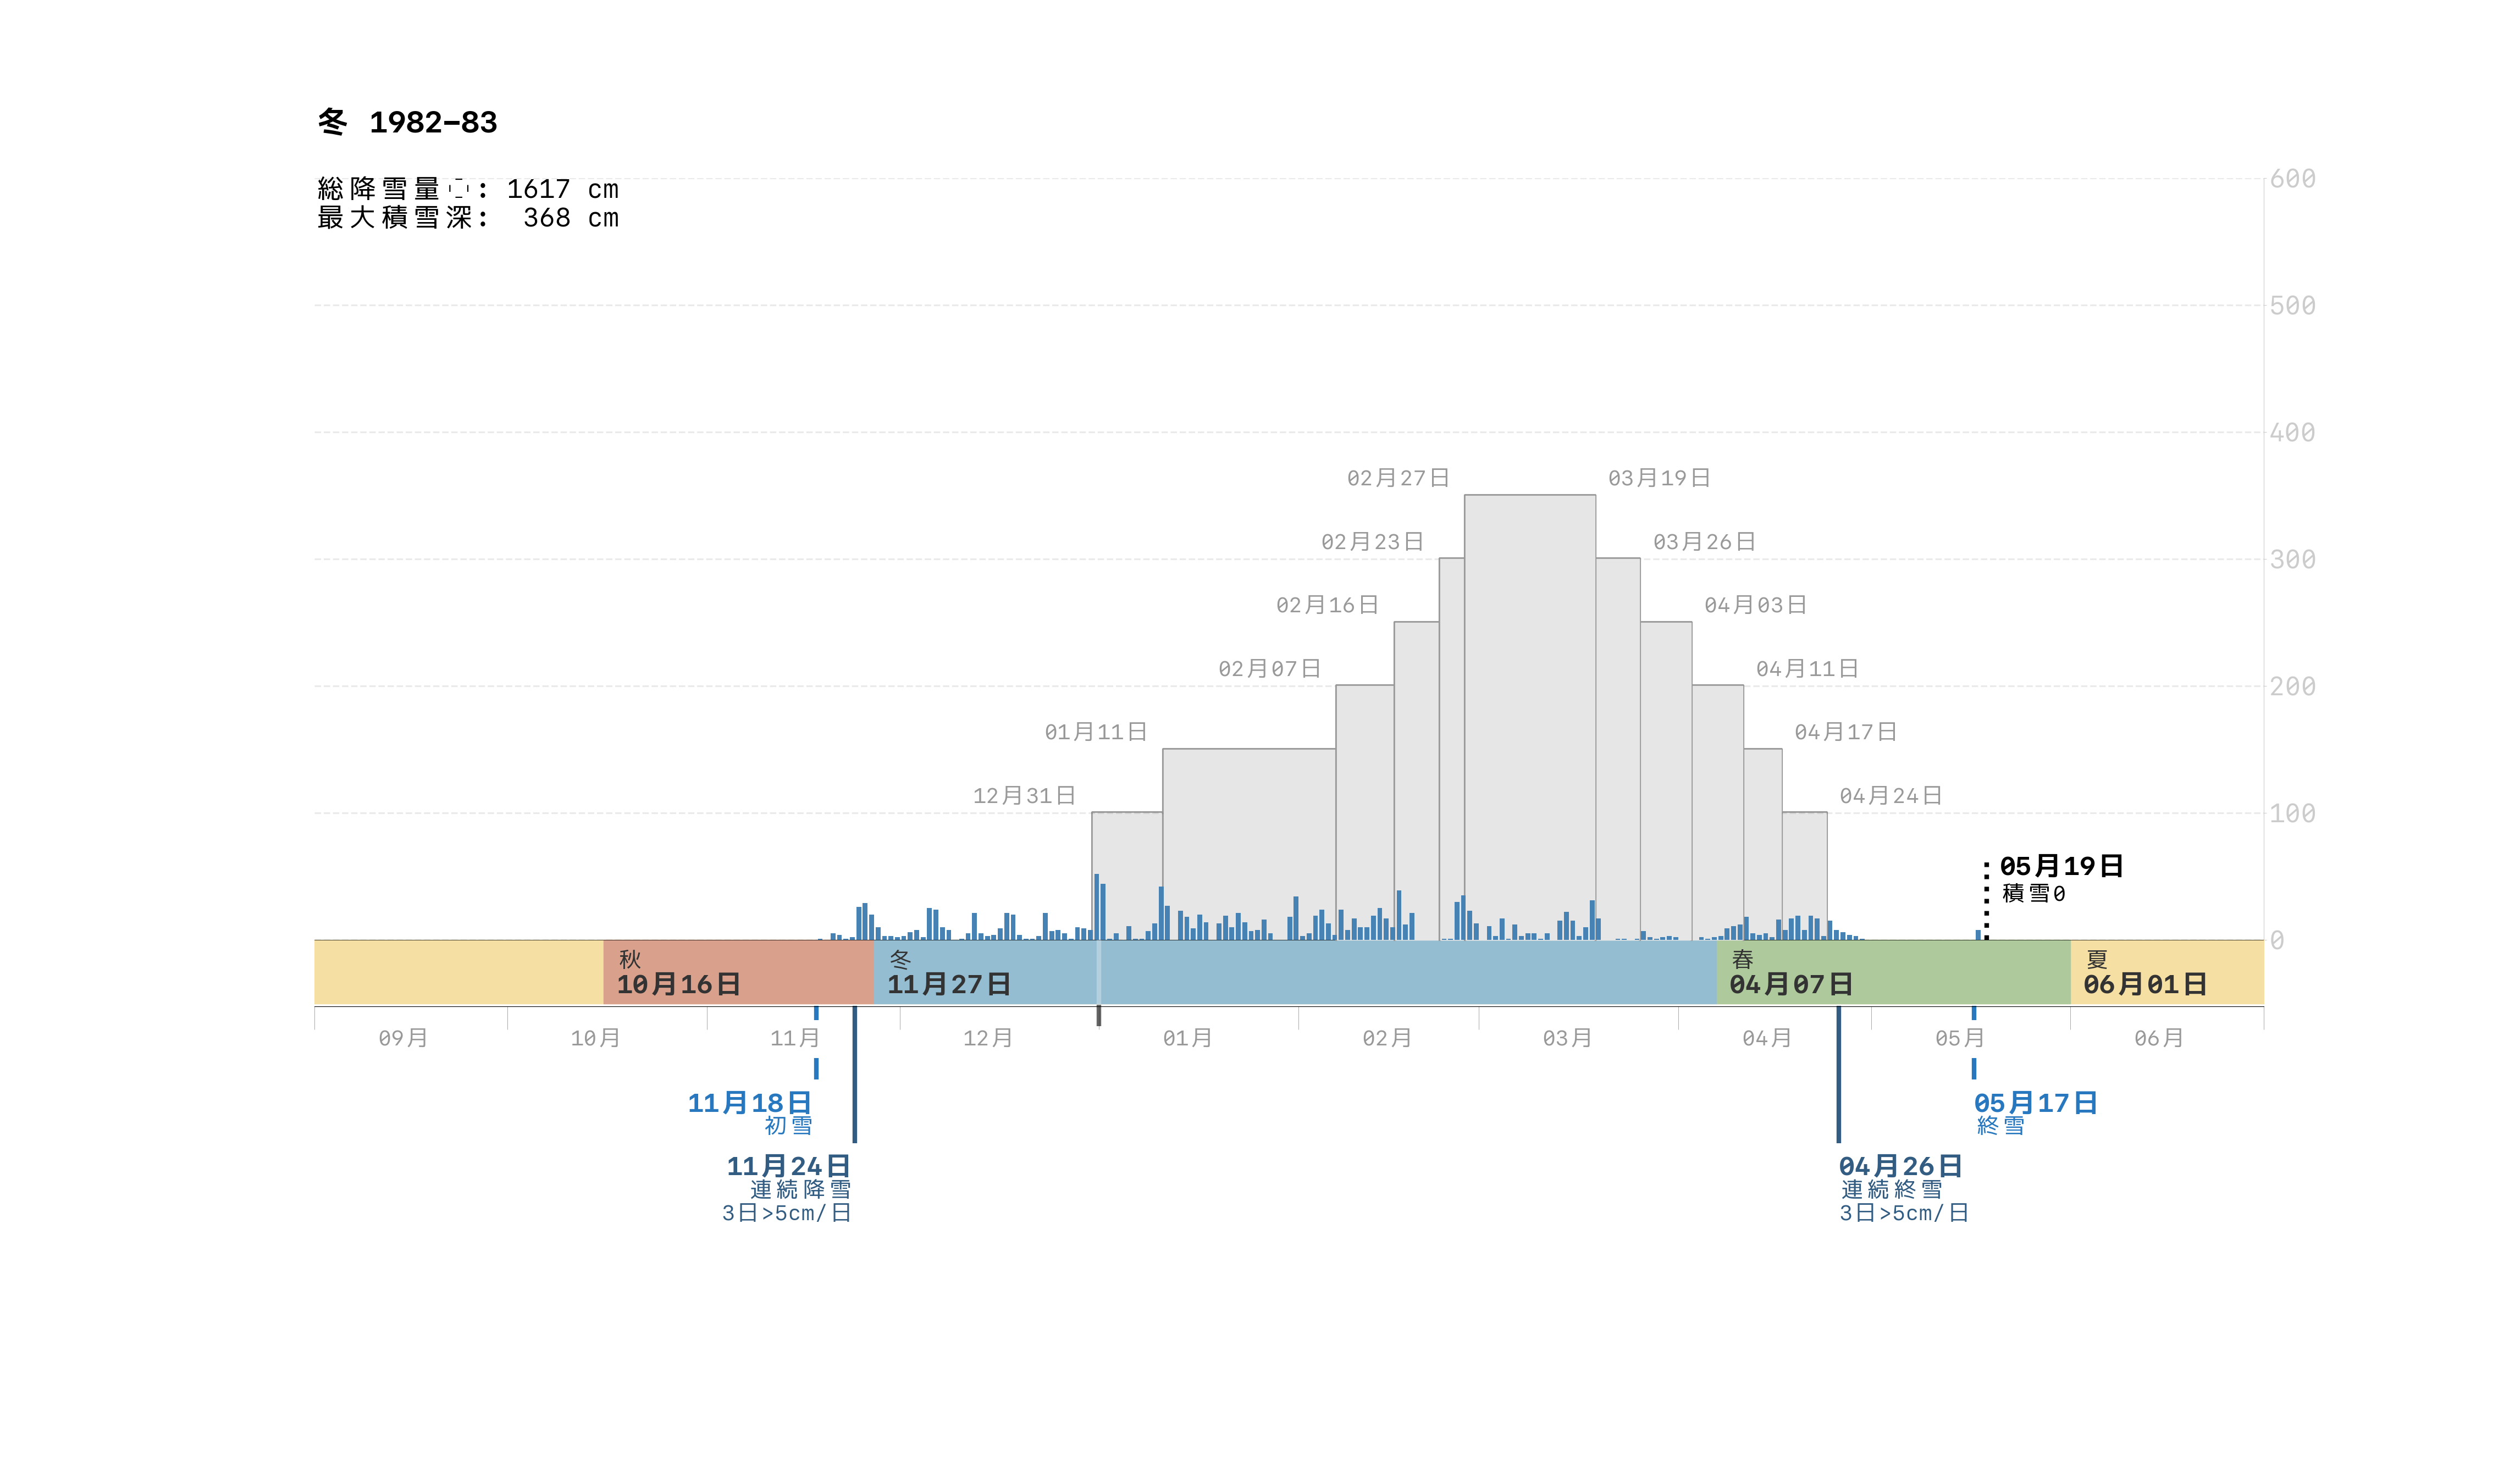 冬 1982–83
総降雪量: 1617 cm
最大積雪深: 368 cm
600
500
400
300
200
100
0
02月27日
03月19日
02月23日
03月26日
02月16日
04月03日
02月07日
04月11日
01月11日
04月17日
12月31日
04月24日
05月19日
積雪0
秋
10月16日
冬
11月27日
春
04月07日
夏
06月01日
09月
10月
11月
12月
01月
02月
03月
04月
05月
06月
11月18日
初雪
05月17日
終雪
11月24日
連続降雪
3日>5cm/日
04月26日
連続終雪
3日>5cm/日